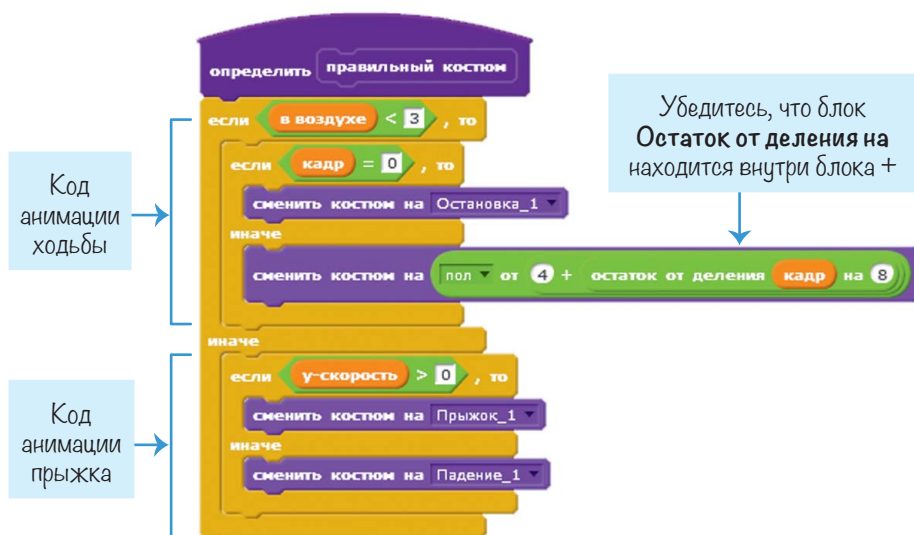 определить правильный костюм
если в воздухе < 3 , то
если кадр = 0 , то
сменить костюм на Остановка_1
иначе
сменить костюм на пол от 4 + остаток от деления кадр на 8
иначе
если y-скорость > 0 , то
сменить костюм на Прыжок_1
иначе
сменить костюм на Падение_1
Код
анимации
ходьбы
Код
анимации
прыжка
Убедитесь, что блок
Остаток от деления на
находится внутри блока +